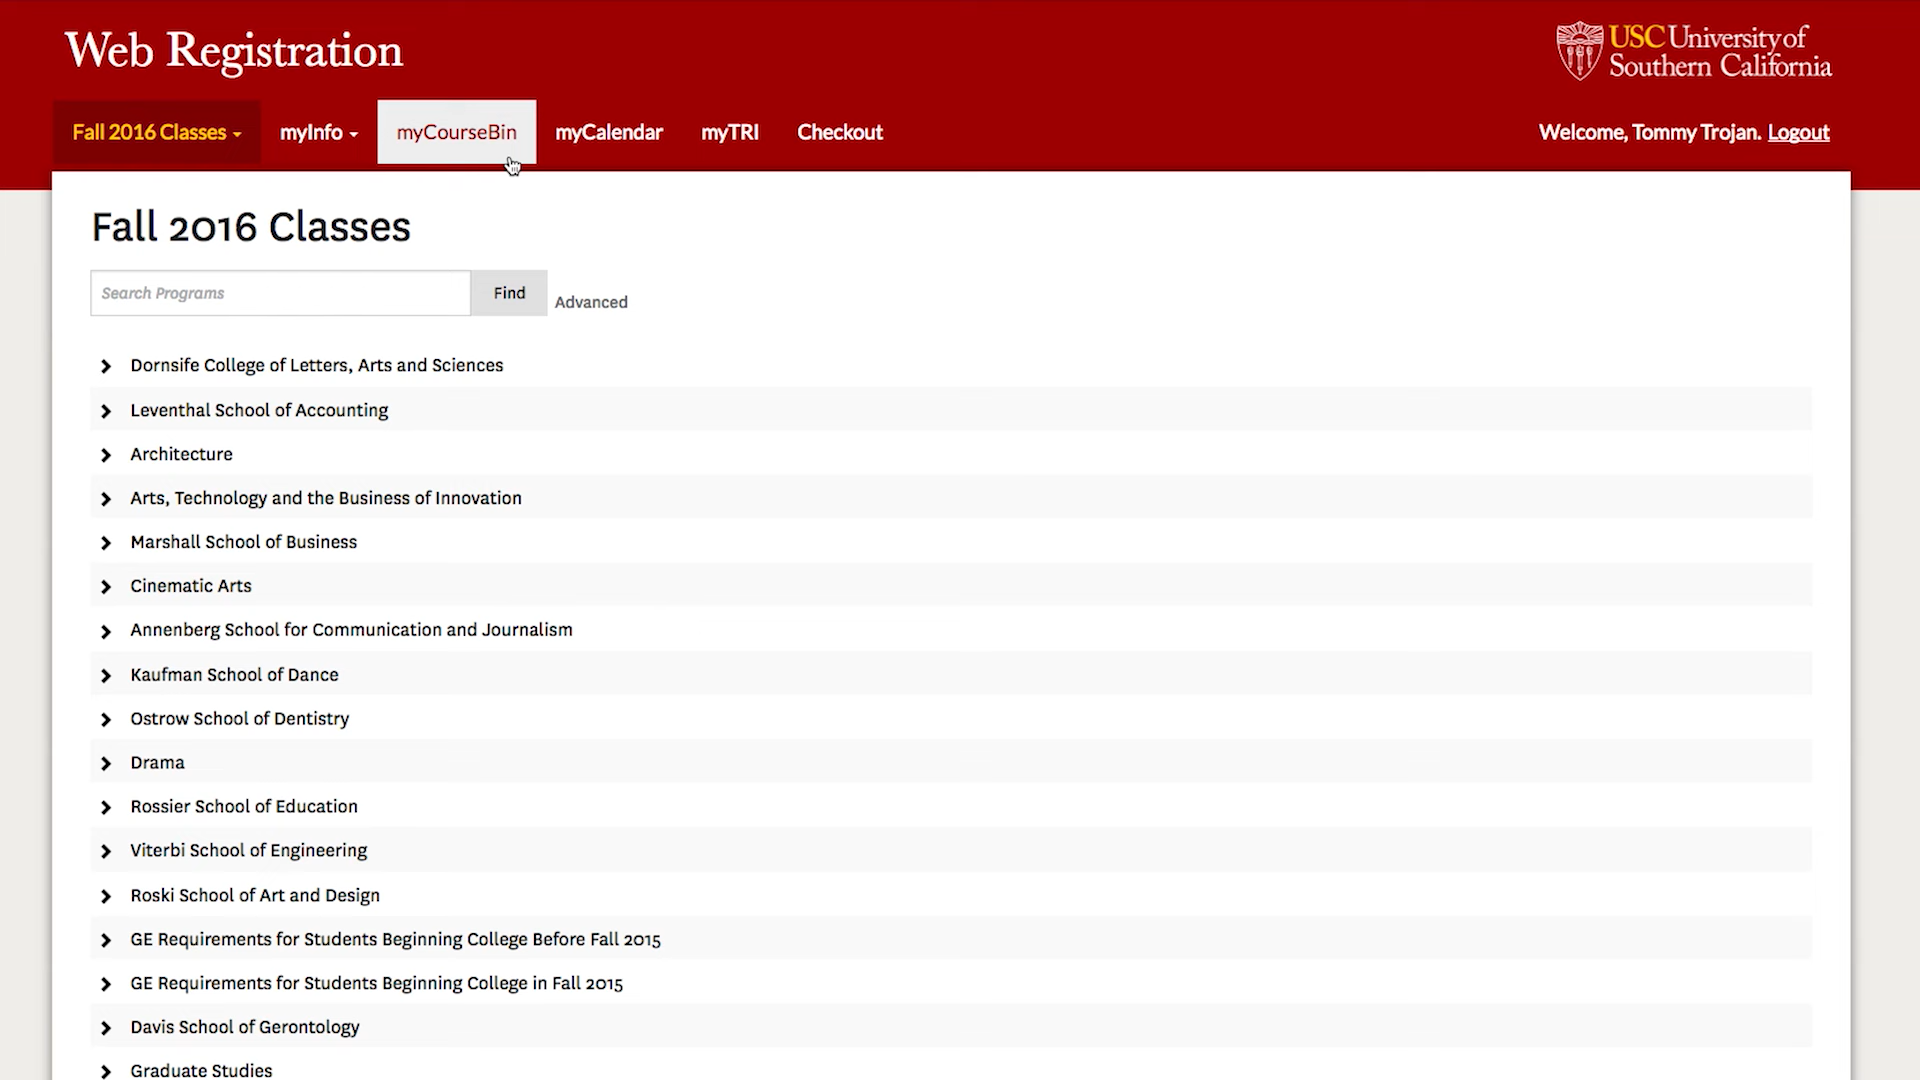 Web Registration
USC University of
Southern California
Fall 2016 Classes myInfo myCourseBin myCalendar myTRI Checkout Welcome, Tommy Trojan. Logout
Fall 2016 Classes
Search Programs Find Advanced
Dornsife College of Letters, Arts and Sciences
Leventhal School of Accounting
Architecture
Arts, Technology and the Business of Innovation
Marshall School of Business
Cinematic Arts
Annenberg School for Communication and Journalism
Kaufman School of Dance
Ostrow School of Dentistry
Drama
Rossier School of Education
Viterbi School of Engineering
Roski School of Art and Design
GE Requirements for Students Beginning College Before Fall 2015
GE Requirements for Students Beginning College in Fall 2015
Davis School of Gerontology
Graduate Studies